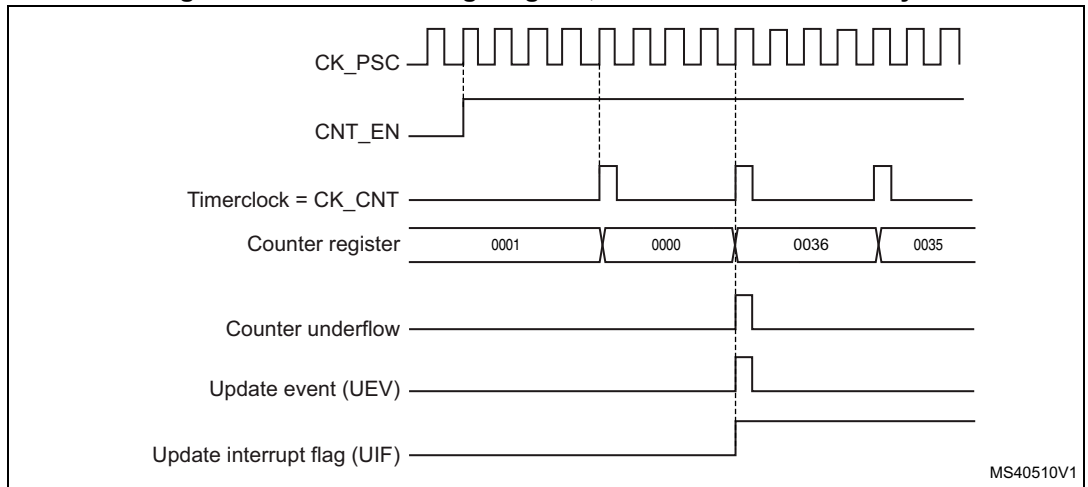 CK_PSC
CNT_EN
Timerclock = CK_CNT
Counter register 0001 0000 0036 0035
Counter underflow
Update event (UEV)
Update interrupt flag (UIF)
MS40510V1